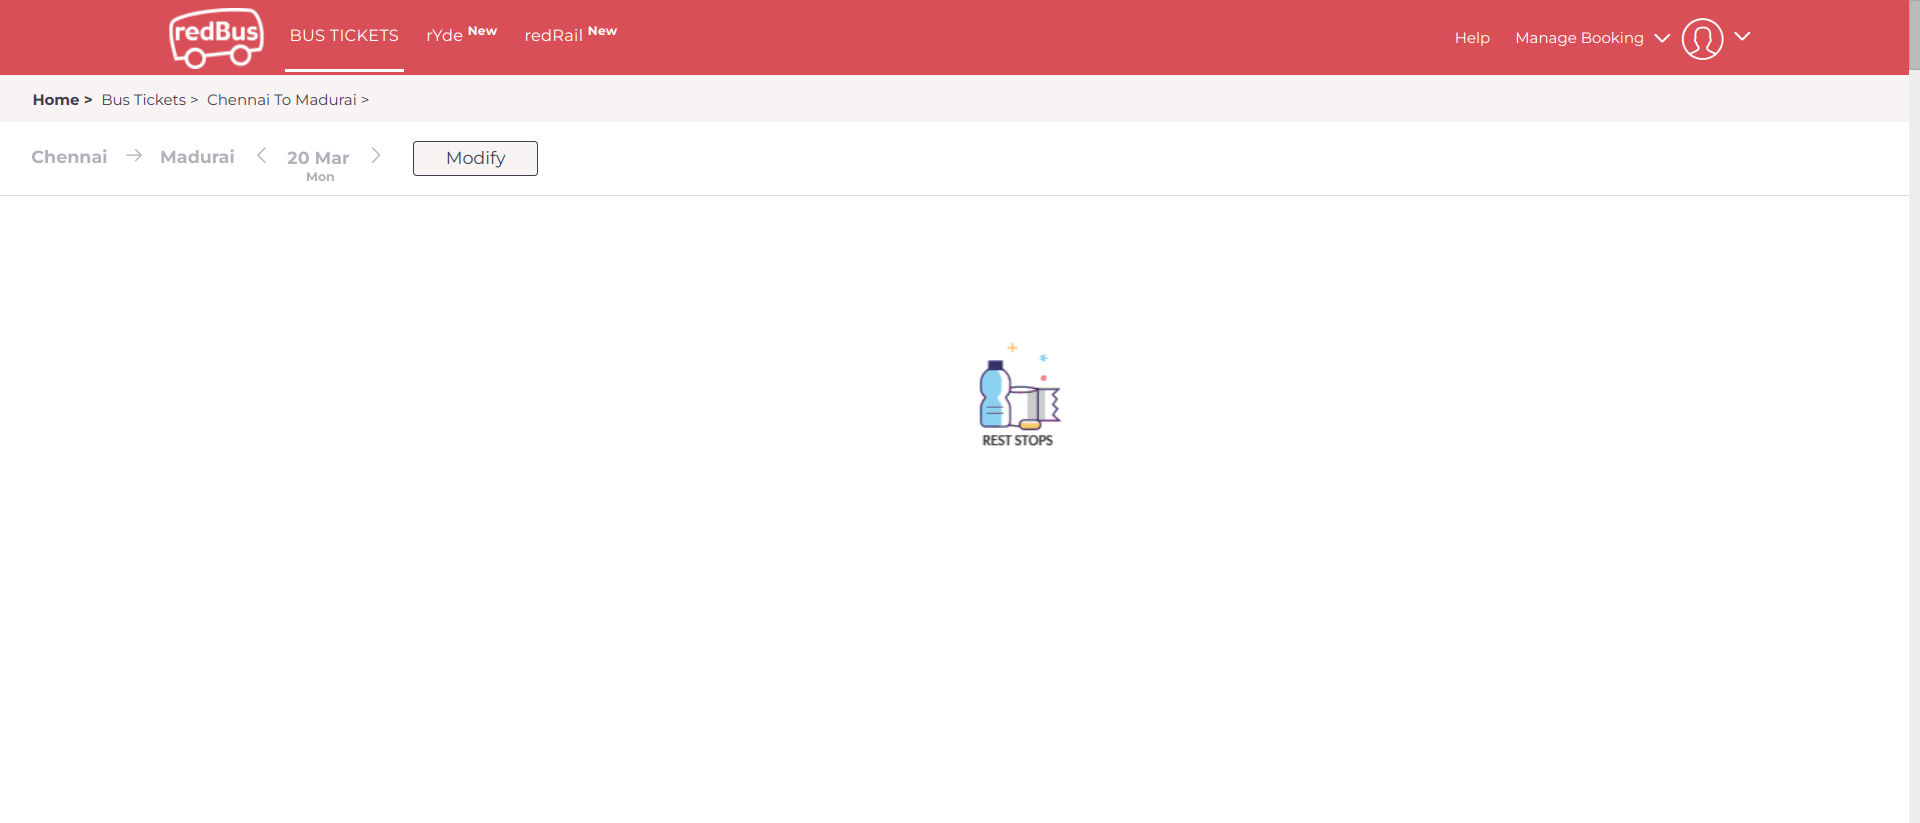 redBus BUS TICKETS rYde New redRail New Help Manage Booking
Home > Bus Tickets > Chennai To Madurai >
Chennai → Madurai < 20 Mar > Modify
Mon
REST STOPS